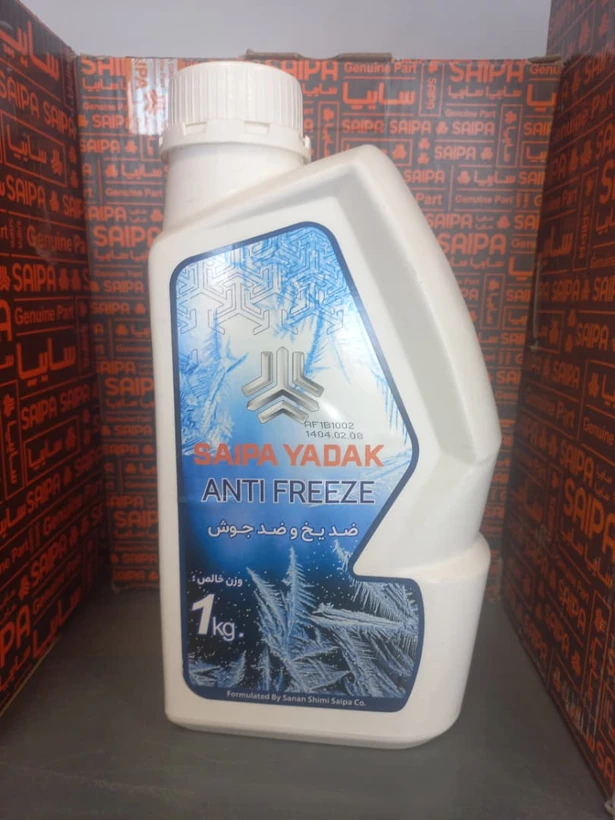 AF1B1002
1404.02.08
SAIPA YADAK
ANTI FREEZE
ضد یخ و ضد جوش
وزن خالص :
1kg.
Formulated By Sanan Shimi Saipa Co.
SAIPA
سایپا
Genuine Part